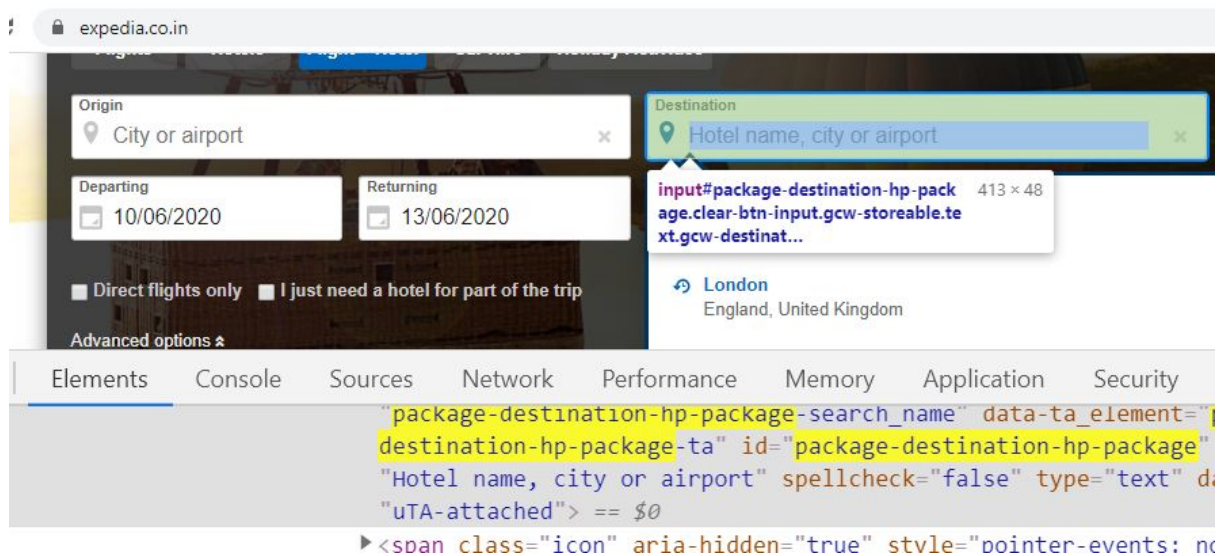 expedia.co.in
Origin
City or airport ×
Destination
Hotel name, city or airport ×
Departing
10/06/2020
Returning
13/06/2020
input#package-destination-hp-pack 413 × 48
age.clear-btn-input.gcw-storeable.te
xt.gcw-destinat...
Direct flights only I just need a hotel for part of the trip
London
England, United Kingdom
Advanced options
Elements Console Sources Network Performance Memory Application Security
"package-destination-hp-package-search_name" data-ta_element="
destination-hp-package-ta" id="package-destination-hp-package"
"Hotel name, city or airport" spellcheck="false" type="text" da
"uTA-attached"> == $0
<span class="icon" aria-hidden="true" style="pointer-events: no